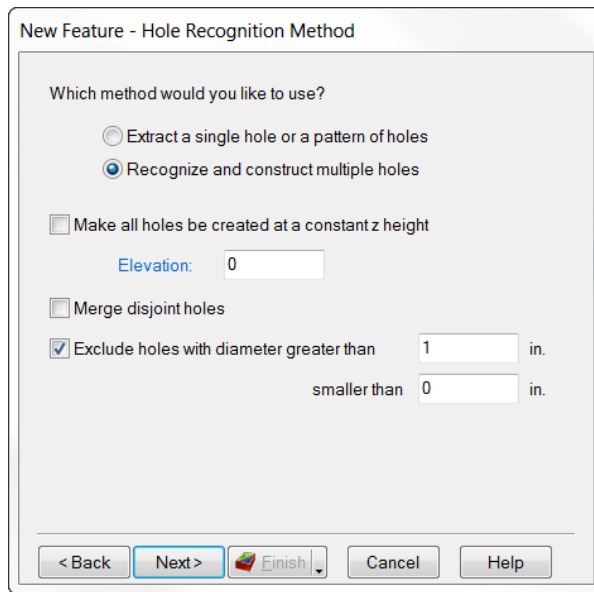 New Feature - Hole Recognition Method
Which method would you like to use?
Extract a single hole or a pattern of holes
Recognize and construct multiple holes
Make all holes be created at a constant z height
Elevation: 0
Merge disjoint holes
Exclude holes with diameter greater than 1 in.
smaller than 0 in.
< Back Next > Finish Cancel Help